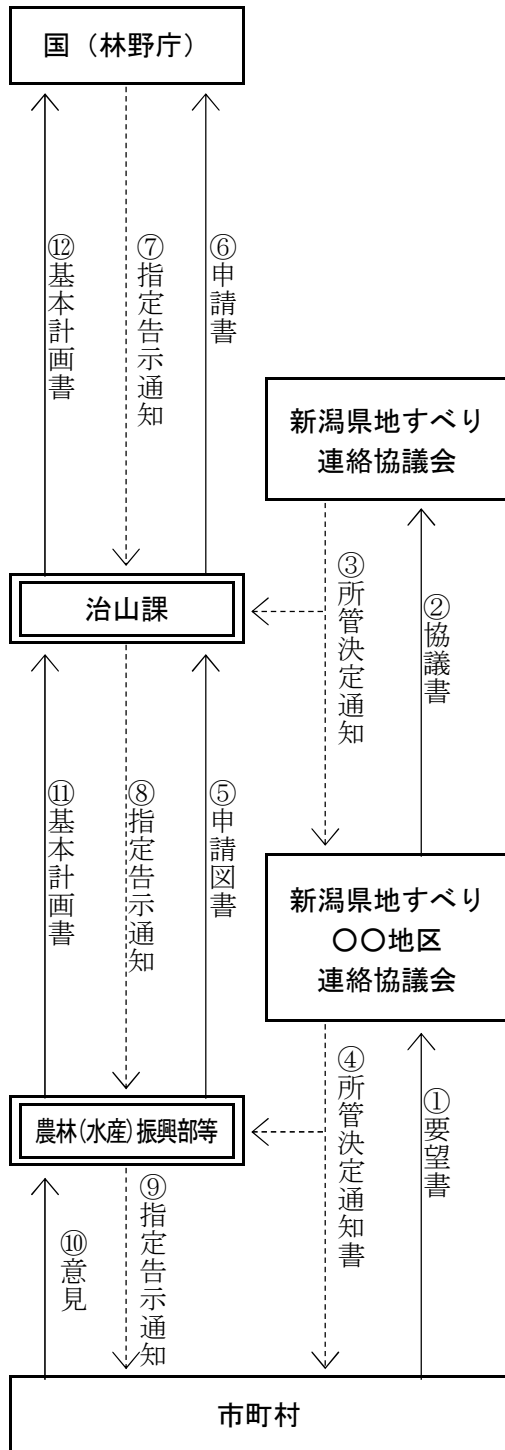 国（林野庁）
⑫基本計画書
⑦指定告示通知
⑥申請書
新潟県地すべり
連絡協議会
治山課
③所管決定通知
②協議書
⑪基本計画書
⑧指定告示通知
⑤申請図書
新潟県地すべり
〇〇地区
連絡協議会
農林（水産）振興部等
④所管決定通知書
①要望書
⑩意見
⑨指定告示通知
市町村